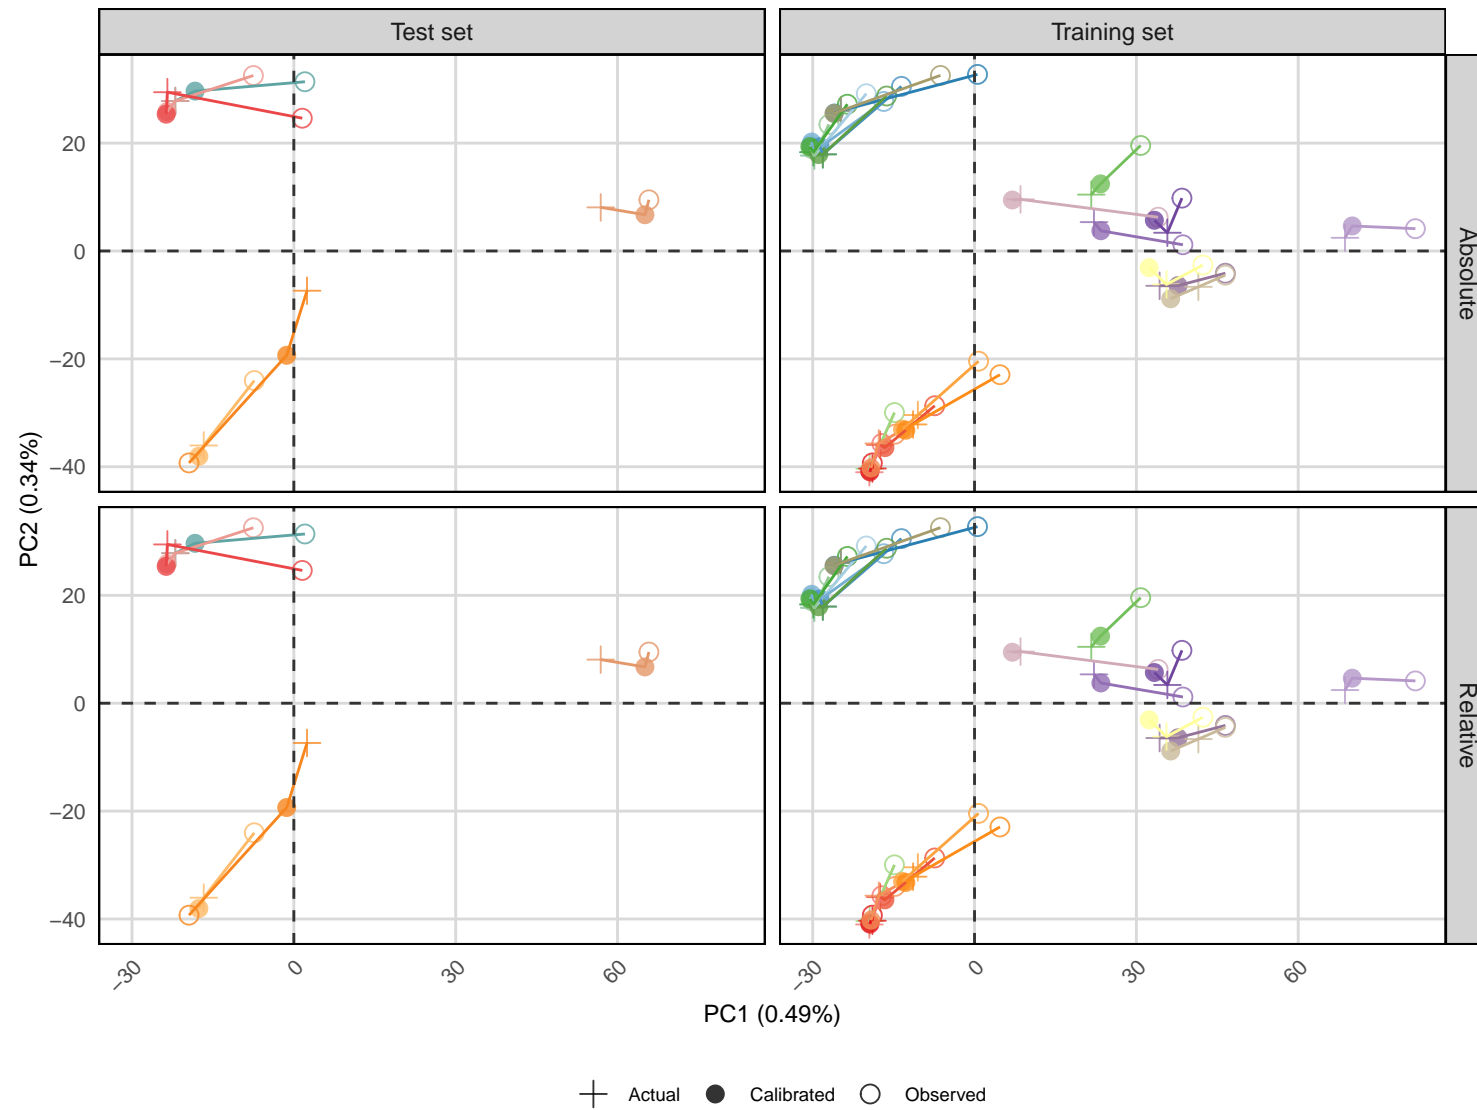 Test set
Training set
20
0
−20
−40
Absolute
20
0
−20
−40
Relative
PC2 (0.34%)
−30
0
60
−30
0
30
60
PC1 (0.49%)
Actual
Calibrated
Observed